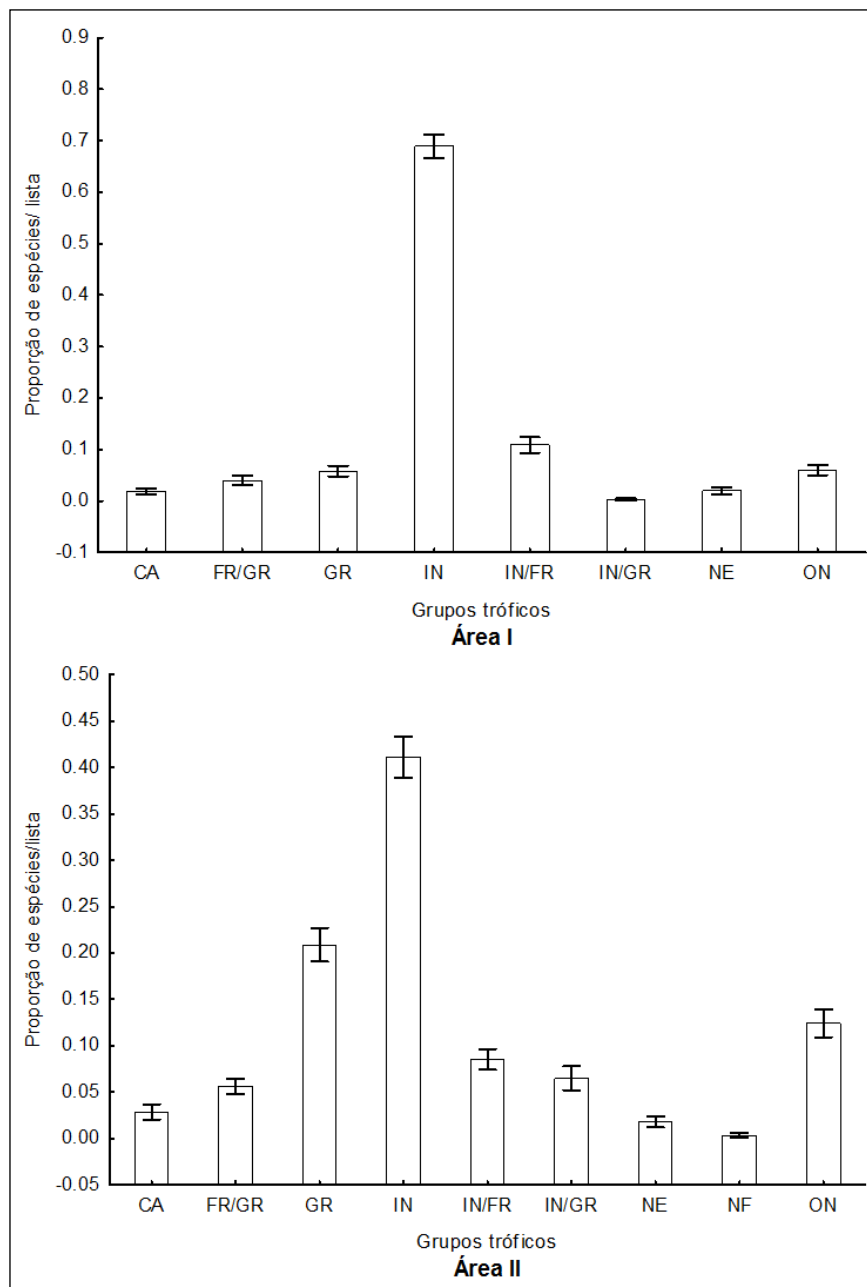 Proporção de espécies/ lista
0.9
0.8
0.7
0.6
0.5
0.4
0.3
0.2
0.1
0.0
-0.1
CA FR/GR GR IN IN/FR IN/GR NE ON
Grupos tróficos
Área I
Proporção de espécies/lista
0.50
0.45
0.40
0.35
0.30
0.25
0.20
0.15
0.10
0.05
0.00
-0.05
CA FR/GR GR IN IN/FR IN/GR NE NF ON
Grupos tróficos
Área II